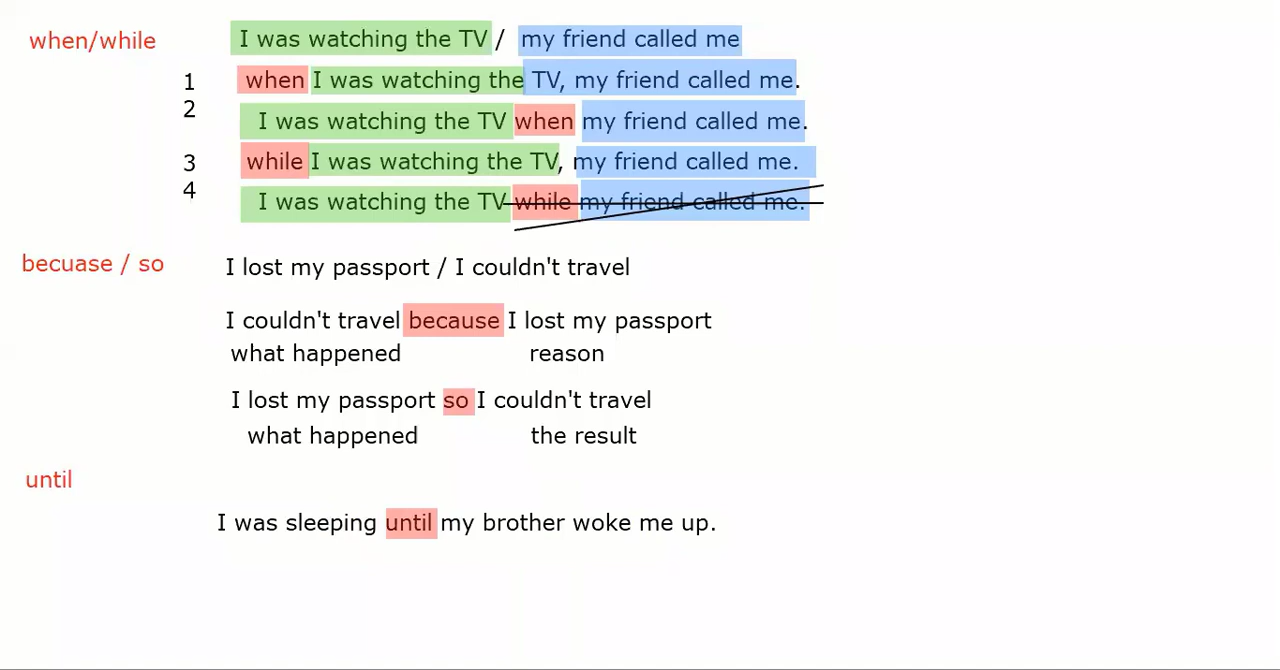 when/while I was watching the TV / my friend called me
1 when I was watching the TV, my friend called me.
2 I was watching the TV when my friend called me.
3 while I was watching the TV, my friend called me.
4 I was watching the TV while my friend called me.
becuase / so I lost my passport / I couldn't travel
I couldn't travel because I lost my passport
what happened reason
I lost my passport so I couldn't travel
what happened the result
until
I was sleeping until my brother woke me up.